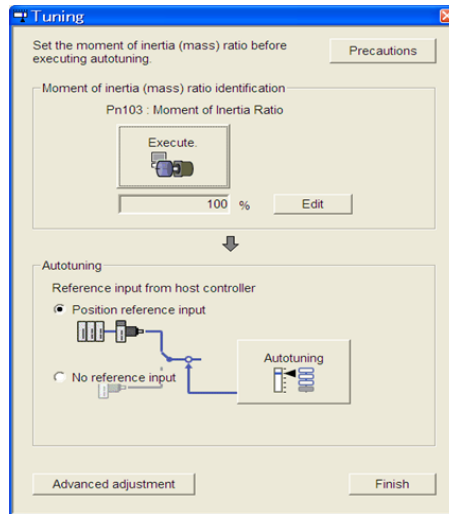 Tuning
Set the moment of inertia (mass) ratio before
executing autotuning.
Precautions
Moment of inertia (mass) ratio identification
Pn103 : Moment of Inertia Ratio
Execute.
100 %
Edit
Autotuning
Reference input from host controller
Position reference input
No reference input
Autotuning
Advanced adjustment
Finish